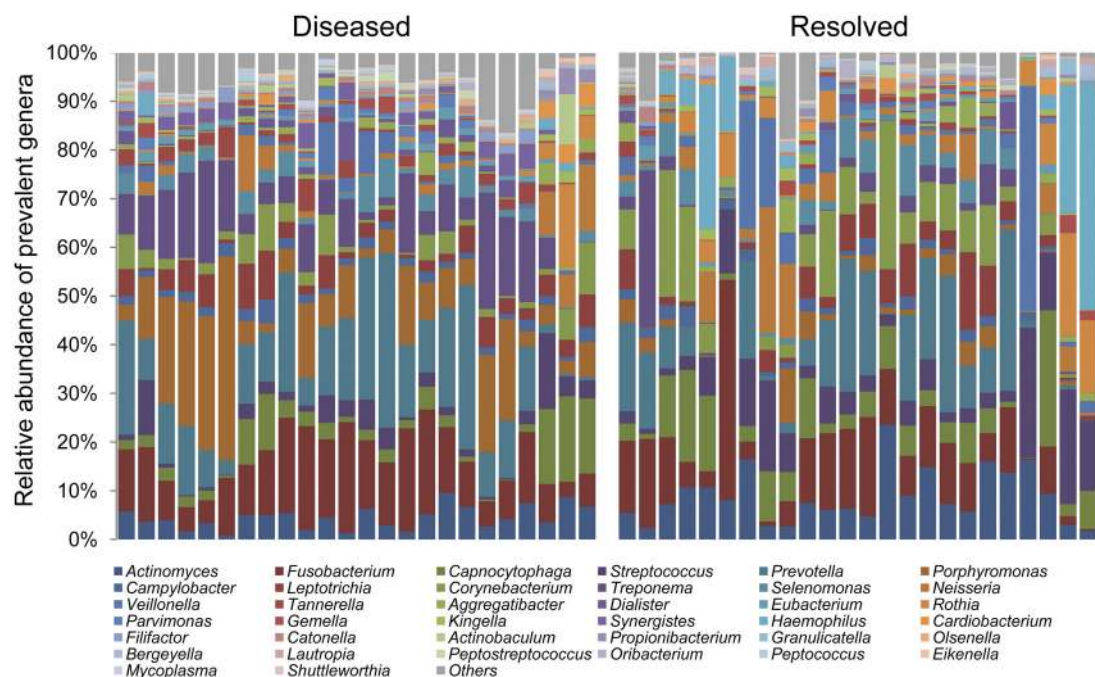 Diseased Resolved
Relative abundance of prevalent genera
100%
90%
80%
70%
60%
50%
40%
30%
20%
10%
0%
Actinomyces Fusobacterium Capnocytophaga Streptococcus Prevotella Porphyromonas
Campylobacter Leptotrichia Corynebacterium Treponema Selenomonas Neisseria
Veillonella Tannerella Aggregatibacter Dialister Eubacterium Rothia
Parvimonas Gemella Kingella Synergistes Haemophilus Cardiobacterium
Filifactor Catonella Actinobaculum Propionibacterium Granulicatella Olsenella
Bergeyella Lautropia Peptostreptococcus Oribacterium Peptococcus Eikenella
Mycoplasma Shuttleworthia Others